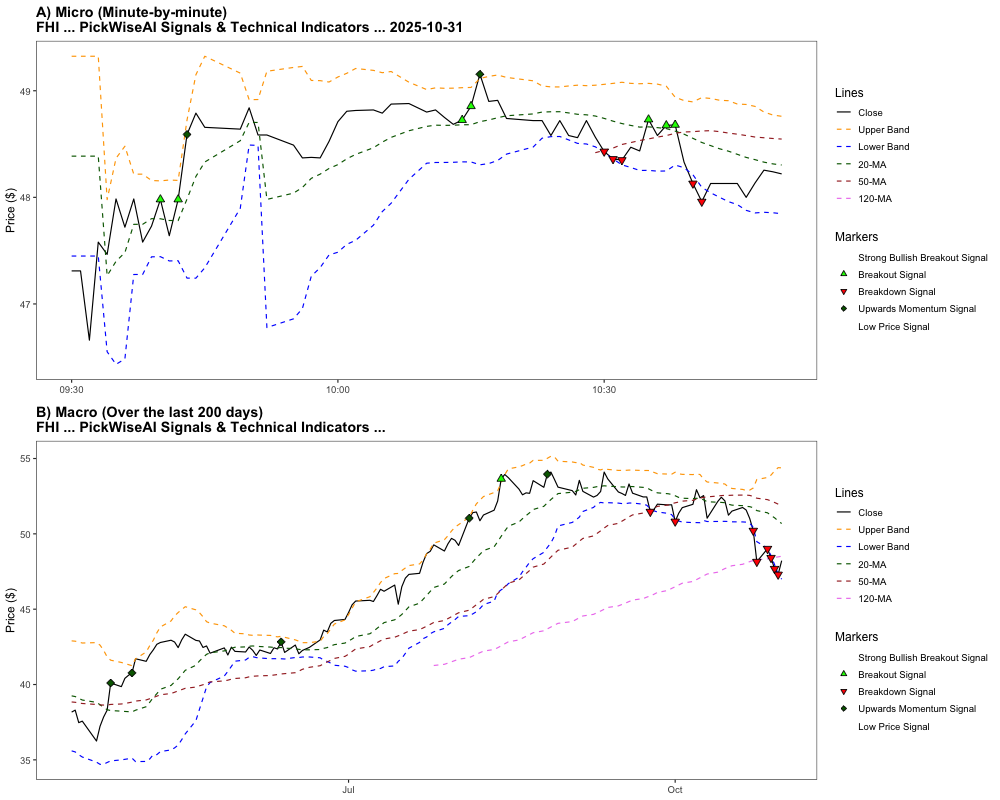 A) Micro (Minute-by-minute)
FHI ... PickWiseAI Signals & Technical Indicators ... 2025-10-31
Price ($)
49
48
47
09:30
10:00
10:30
Lines
Close
Upper Band
Lower Band
20-MA
50-MA
120-MA
Markers
Strong Bullish Breakout Signal
Breakout Signal
Breakdown Signal
Upwards Momentum Signal
Low Price Signal
B) Macro (Over the last 200 days)
FHI ... PickWiseAI Signals & Technical Indicators ...
Price ($)
55
50
45
40
35
Jul
Oct
Lines
Close
Upper Band
Lower Band
20-MA
50-MA
120-MA
Markers
Strong Bullish Breakout Signal
Breakout Signal
Breakdown Signal
Upwards Momentum Signal
Low Price Signal